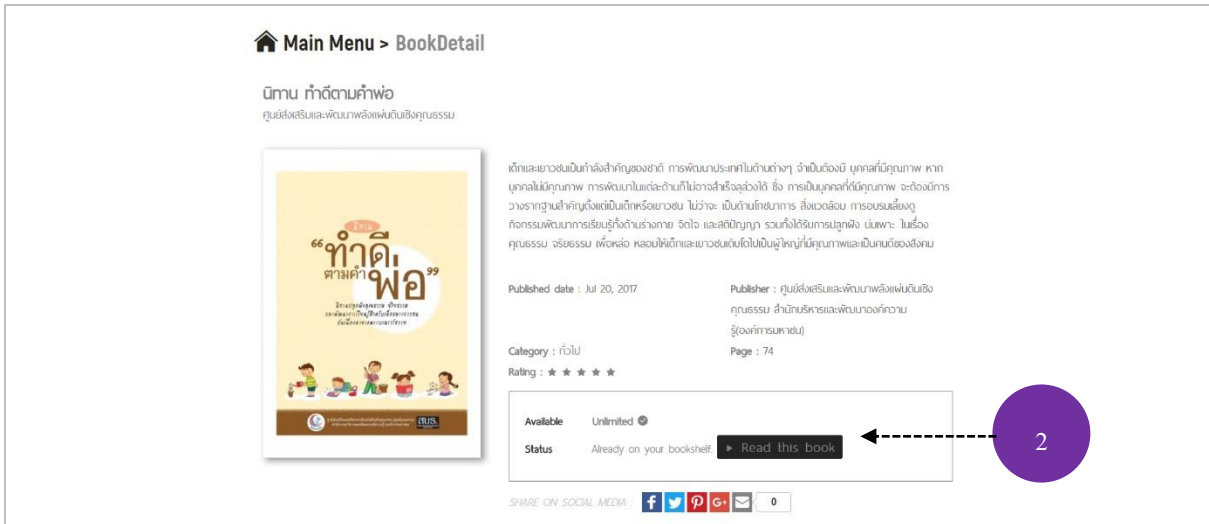 Main Menu > BookDetail
นิทาน ทำดีตามคำพ่อ
ศูนย์ส่งเสริมและพัฒนาพลังแผ่นดินเชิงคุณธรรม
เด็กและเยาวชนเป็นกำลังสำคัญของชาติ การพัฒนาประเทศในด้านต่างๆ จำเป็นต้องมี บุคคลที่มีคุณภาพ หาก
บุคคลไม่มีคุณภาพ การพัฒนาในแต่ละด้านก็ไม่อาจสำเร็จลุล่วงได้ ซึ่ง การเป็นบุคคลที่ดีมีคุณภาพ จะต้องมีการ
วางรากฐานสำคัญตั้งแต่เป็นเด็กหรือเยาวชน ไม่ว่าจะ เป็นด้านโภชนาการ สิ่งแวดล้อม การอบรมเลี้ยงดู
กิจกรรมพัฒนาการเรียนรู้ทั้งด้านร่างกาย จิตใจ และสติปัญญา รวมทั้งได้รับการปลูกฝัง บ่มเพาะ ในเรื่อง
คุณธรรม จริยธรรม เพื่อหล่อ หลอมให้เด็กและเยาวชนเติบโตไปเป็นผู้ใหญ่ที่มีคุณภาพและเป็นคนดีของสังคม
นิทาน
“ทำดี
ตามคำพ่อ”
สบร.
Published date : Jul 20, 2017
Publisher : ศูนย์ส่งเสริมและพัฒนาพลังแผ่นดินเชิง
คุณธรรม สำนักบริหารและพัฒนาองค์ความ
รู้(องค์การมหาชน)
Category : ทั่วไป
Page : 74
Rating : ★ ★ ★ ★ ★
Available Unlimited
Status Already on your bookshelf. Read this book
2
SHARE ON SOCIAL MEDIA : 0